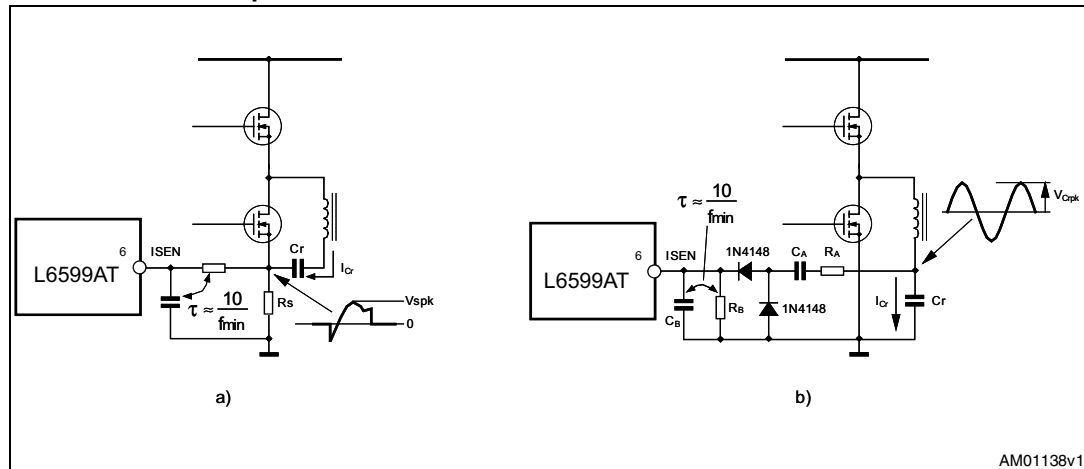 L6599AT
6
ISEN
τ ≈ 10
fmin
Cr
ICr
Rs
Vspk
0
a)
L6599AT
6
ISEN
τ ≈ 10
fmin
CB
RB
1N4148
1N4148
CA
RA
ICr
Cr
VCrpk
b)
AM01138v1